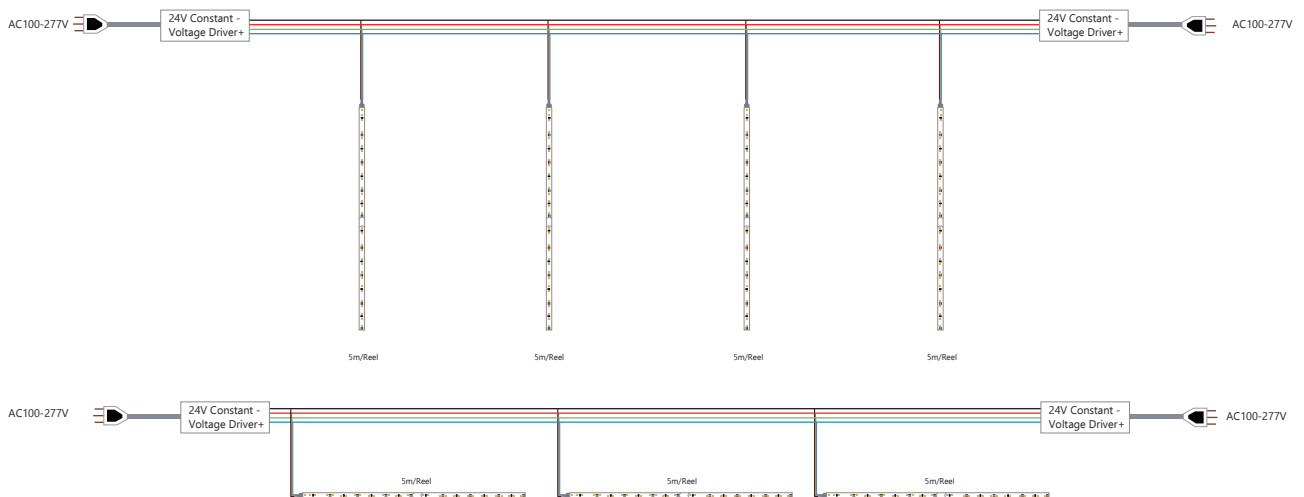 AC100-277V
24V Constant -
Voltage Driver+
24V Constant -
Voltage Driver+
AC100-277V
5m/Reel
5m/Reel
5m/Reel
5m/Reel
AC100-277V
24V Constant -
Voltage Driver+
24V Constant -
Voltage Driver+
AC100-277V
5m/Reel
5m/Reel
5m/Reel